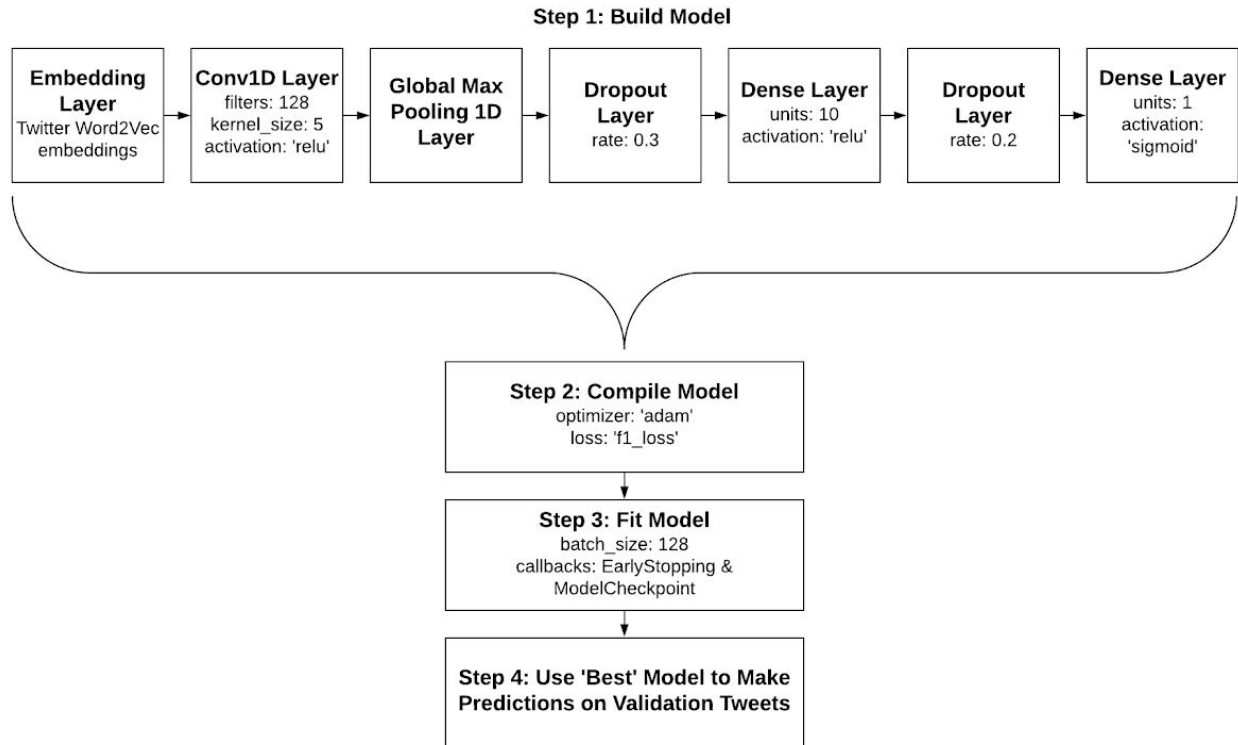 Step 1: Build Model
Embedding
Layer
Twitter Word2Vec
embeddings
Conv1D Layer
filters: 128
kernel_size: 5
activation: 'relu'
Global Max
Pooling 1D
Layer
Dropout
Layer
rate: 0.3
Dense Layer
units: 10
activation: 'relu'
Dropout
Layer
rate: 0.2
Dense Layer
units: 1
activation:
'sigmoid'
Step 2: Compile Model
optimizer: 'adam'
loss: 'f1_loss'
Step 3: Fit Model
batch_size: 128
callbacks: EarlyStopping &
ModelCheckpoint
Step 4: Use 'Best' Model to Make
Predictions on Validation Tweets